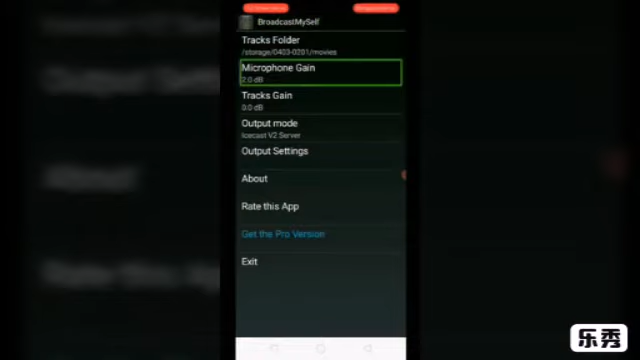 BroadcastMySelf
Tracks Folder
/storage/0403-0201/movies
Microphone Gain
2.0 dB
Tracks Gain
0.0 dB
Output mode
Icecast V2 Server
Output Settings
About
Rate this App
Get the Pro Version
Exit
乐秀